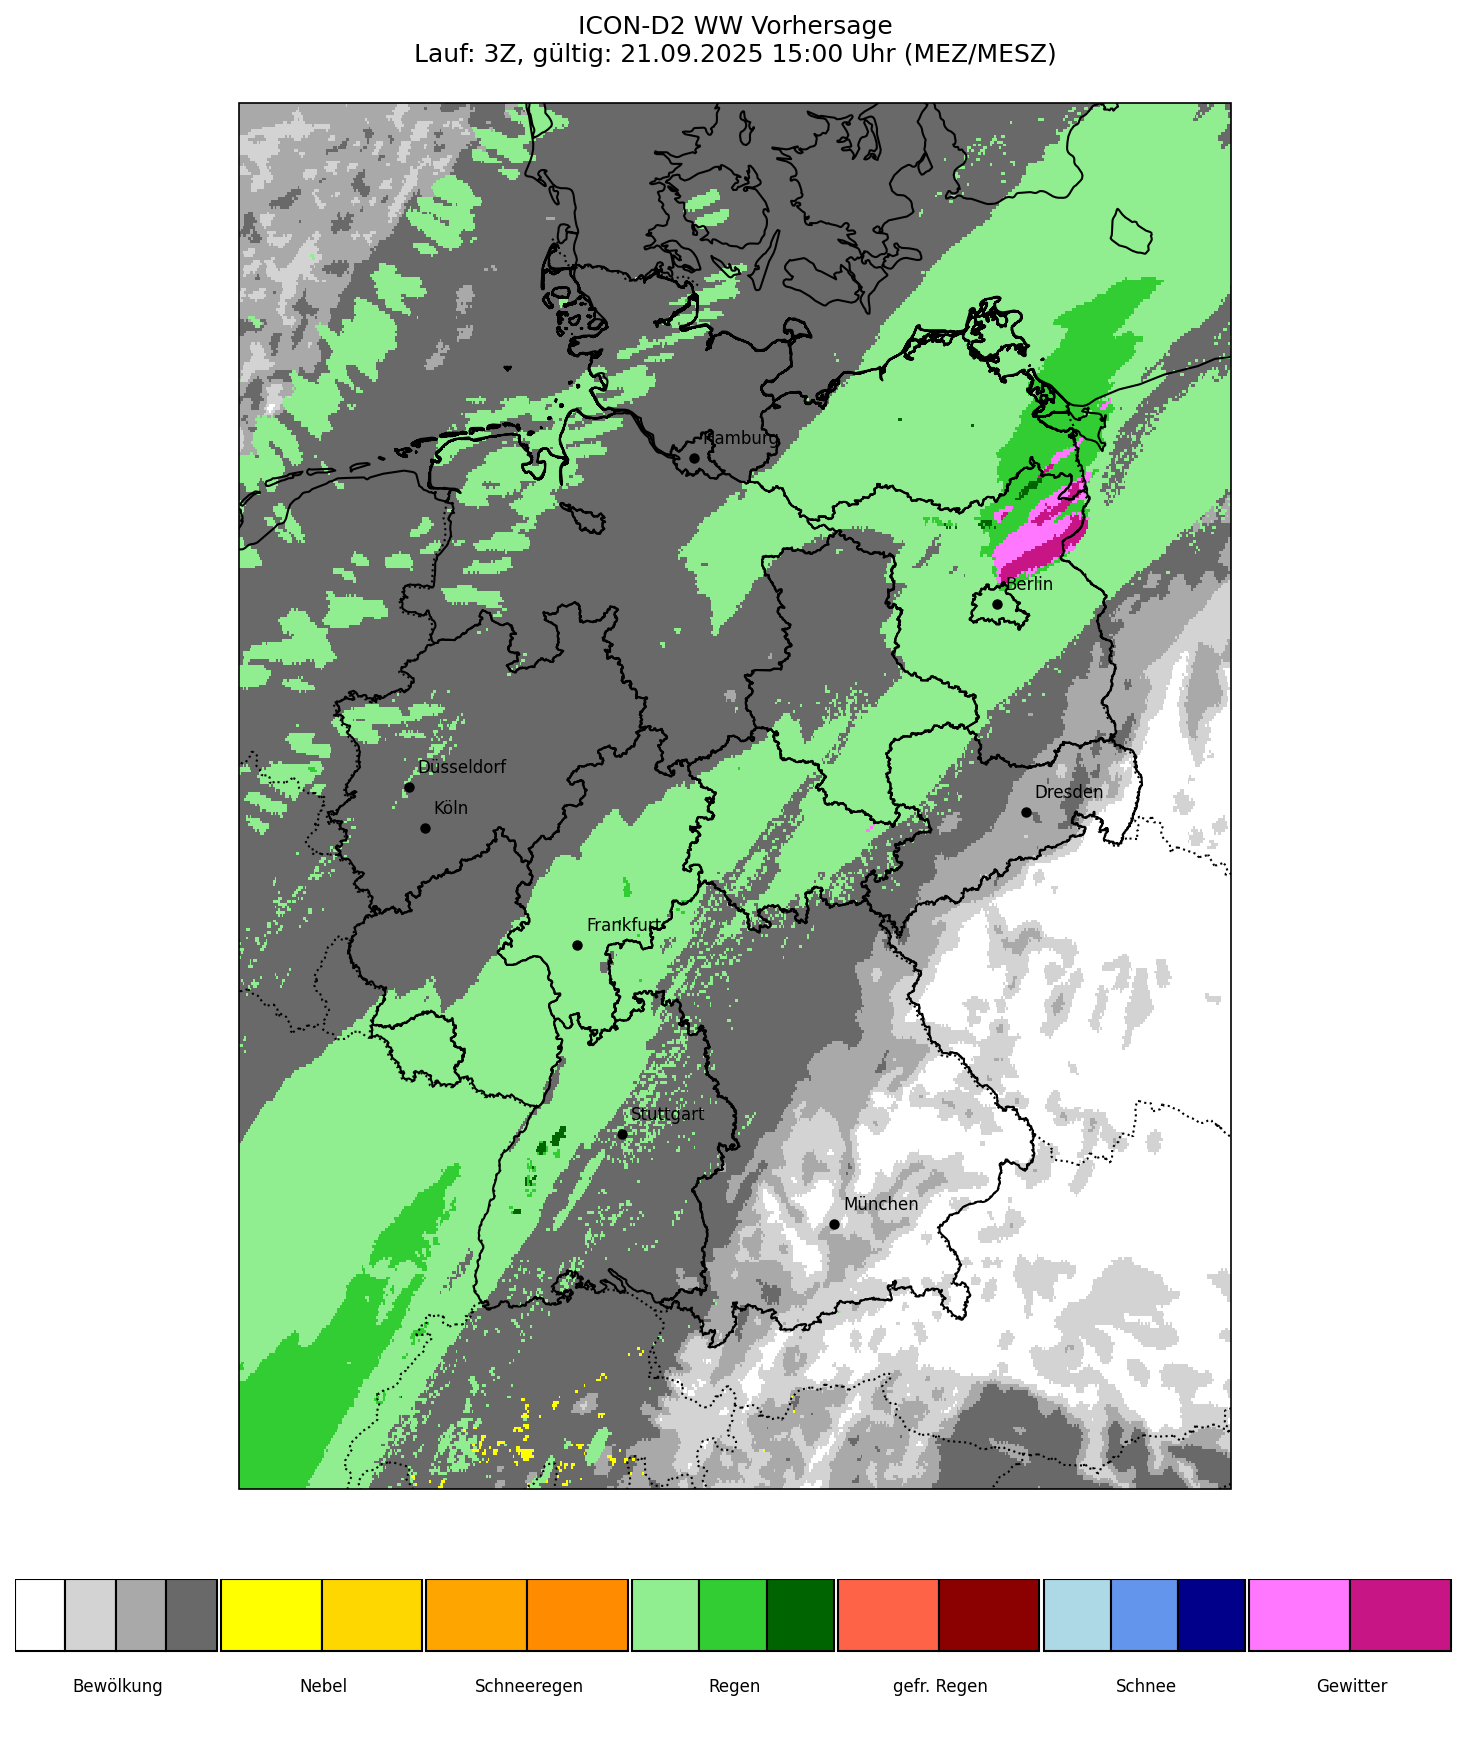 ICON-D2 WW Vorhersage
Lauf: 3Z, gültig: 21.09.2025 15:00 Uhr (MEZ/MESZ)
Hamburg
Berlin
Düsseldorf
Köln
Dresden
Frankfurt
Stuttgart
München
Bewölkung
Nebel
Schneeregen
Regen
gefr. Regen
Schnee
Gewitter